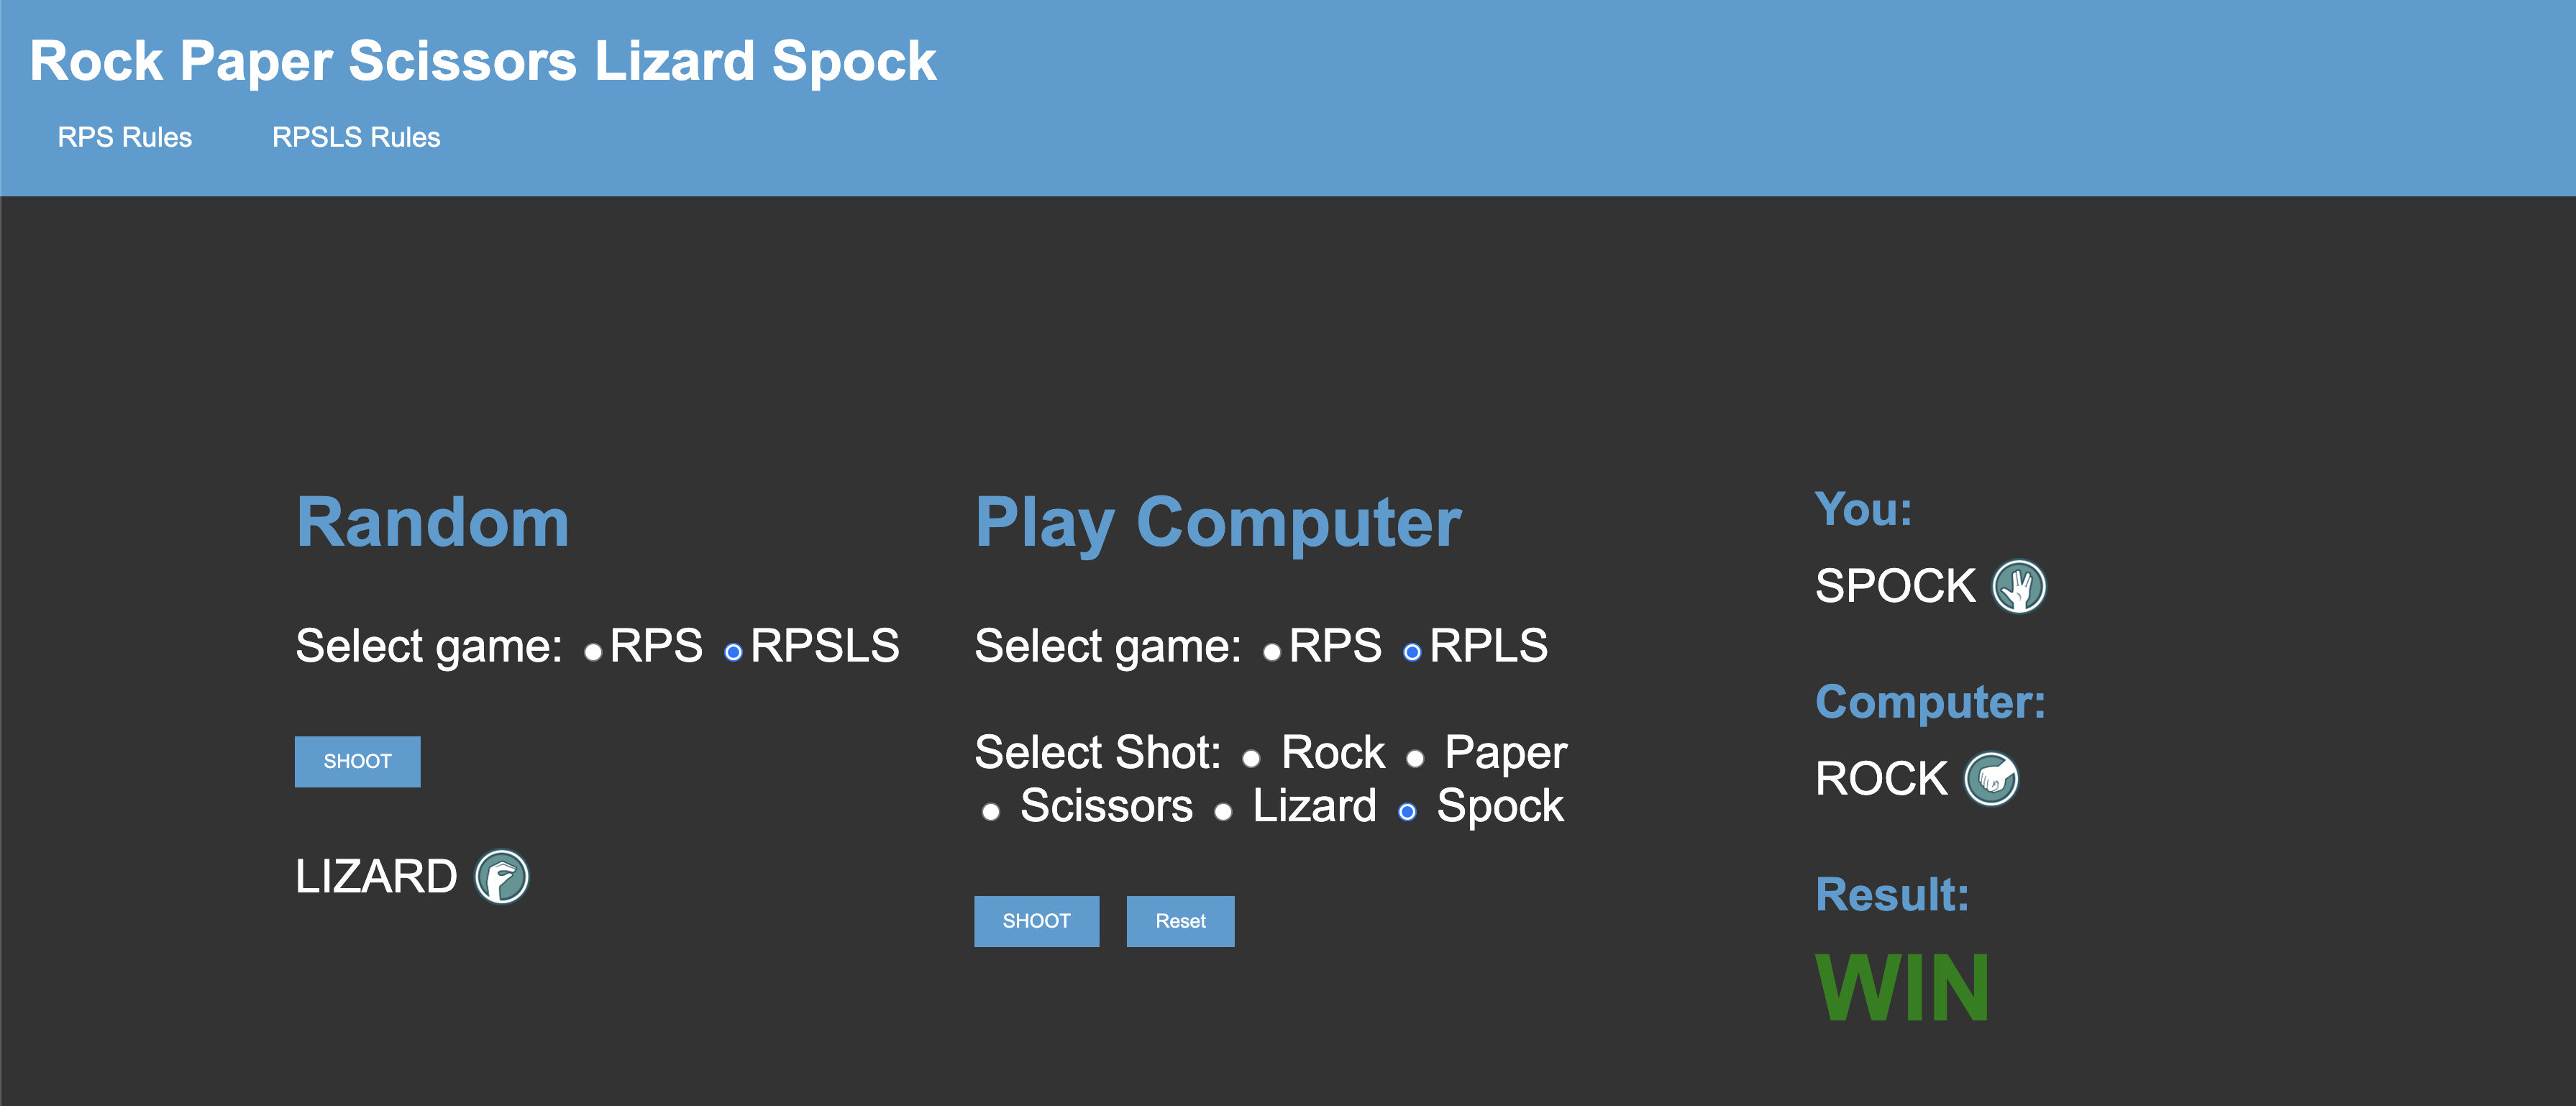 Rock Paper Scissors Lizard Spock
RPS Rules
RPSLS Rules
Random
Select game: RPS RPSLS
SHOOT
LIZARD
Play Computer
Select game: RPS RPLS
Select Shot: Rock Paper
Scissors Lizard Spock
SHOOT
Reset
You:
SPOCK
Computer:
ROCK
Result:
WIN